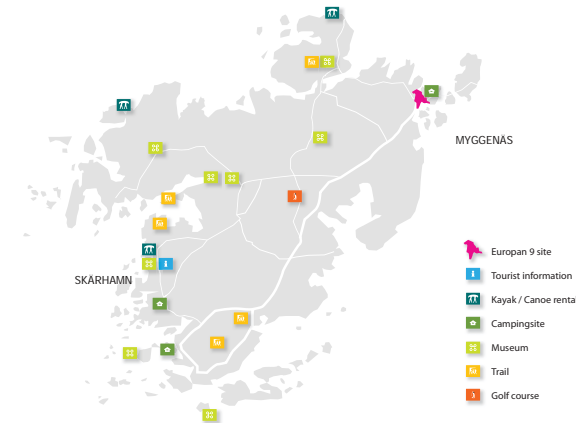 MYGGENÄS
SKÄRHAMN
Europan 9 site
Tourist information
Kayak / Canoe renta
Campingsite
Museum
Trail
Golf course